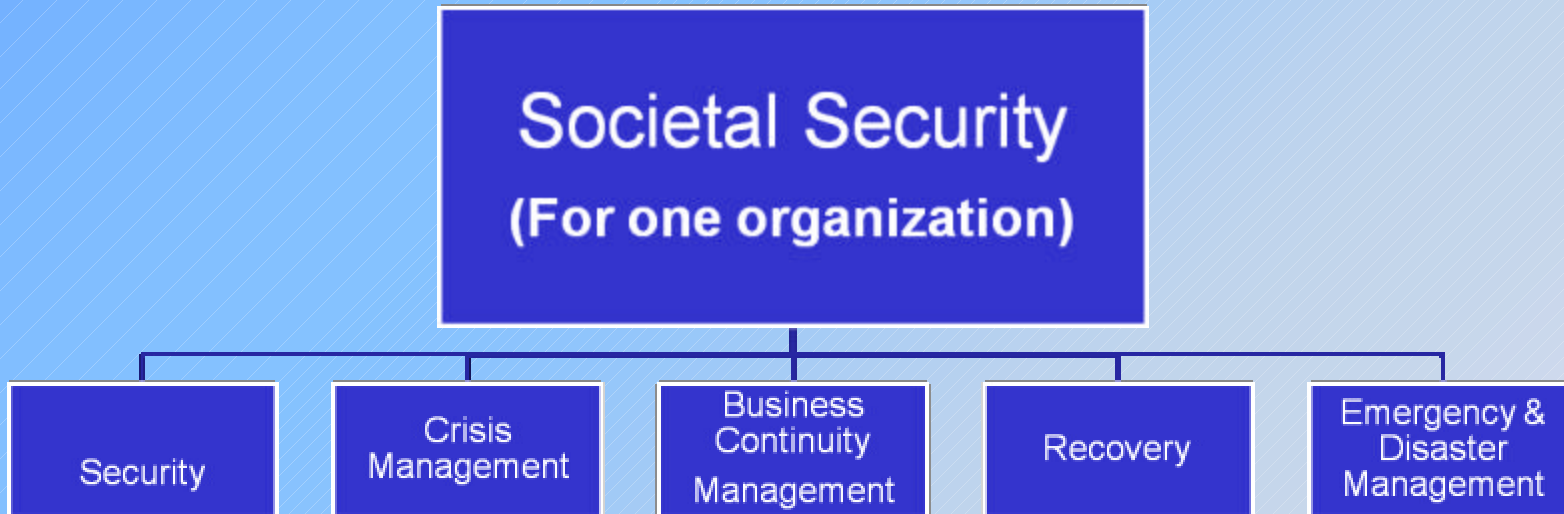 Societal Security
(For one organization)
Security
Crisis
Management
Business
Continuity
Management
Recovery
Emergency &
Disaster
Management